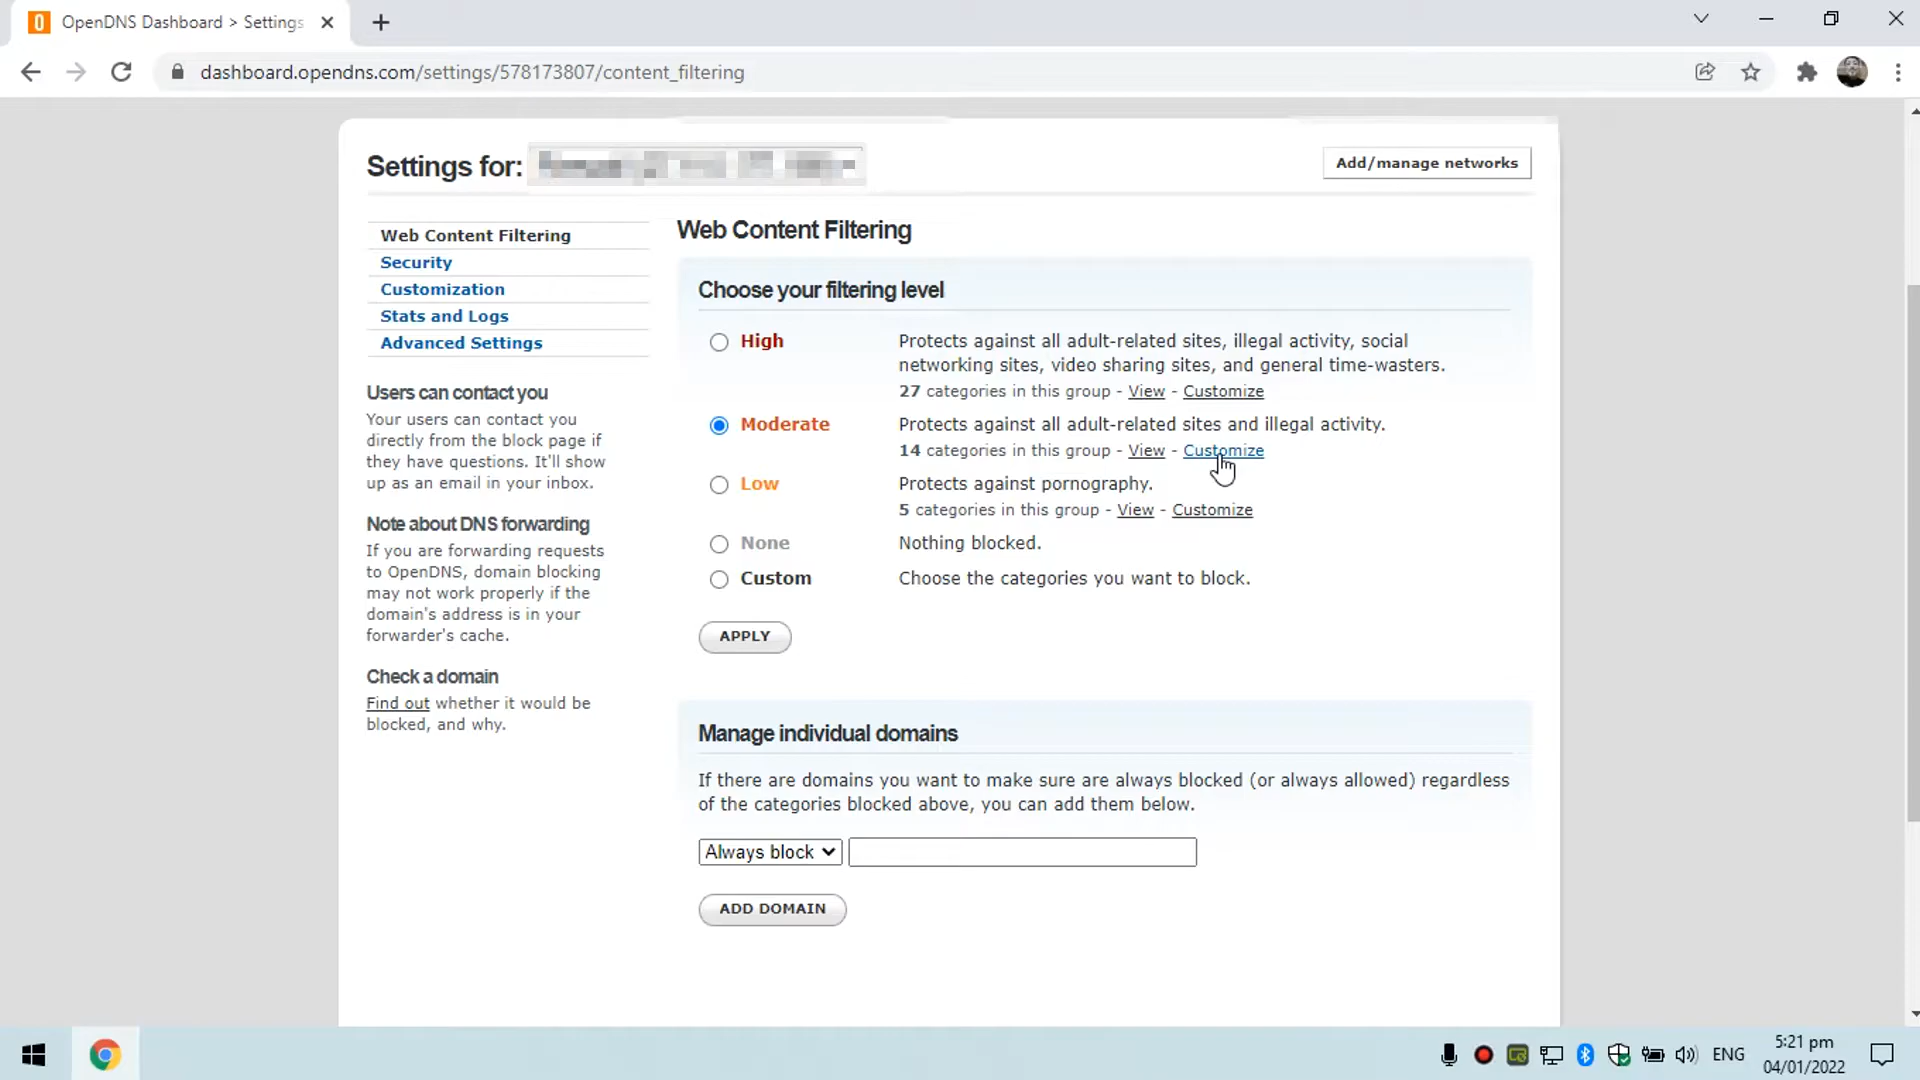 OpenDNS Dashboard > Settings
dashboard.opendns.com/settings/578173807/content_filtering
Settings for:
Add/manage networks
Web Content Filtering
Security
Customization
Stats and Logs
Advanced Settings
Users can contact you
Your users can contact you
directly from the block page if
they have questions. It'll show
up as an email in your inbox.
Note about DNS forwarding
If you are forwarding requests
to OpenDNS, domain blocking
may not work properly if the
domain's address is in your
forwarder's cache.
Check a domain
Find out whether it would be
blocked, and why.
Web Content Filtering
Choose your filtering level
High
Protects against all adult-related sites, illegal activity, social
networking sites, video sharing sites, and general time-wasters.
27 categories in this group - View - Customize
Moderate
Protects against all adult-related sites and illegal activity.
14 categories in this group - View - Customize
Low
Protects against pornography.
5 categories in this group - View - Customize
None
Nothing blocked.
Custom
Choose the categories you want to block.
APPLY
Manage individual domains
If there are domains you want to make sure are always blocked (or always allowed) regardless
of the categories blocked above, you can add them below.
Always block
ADD DOMAIN
ENG
5:21 pm
04/01/2022